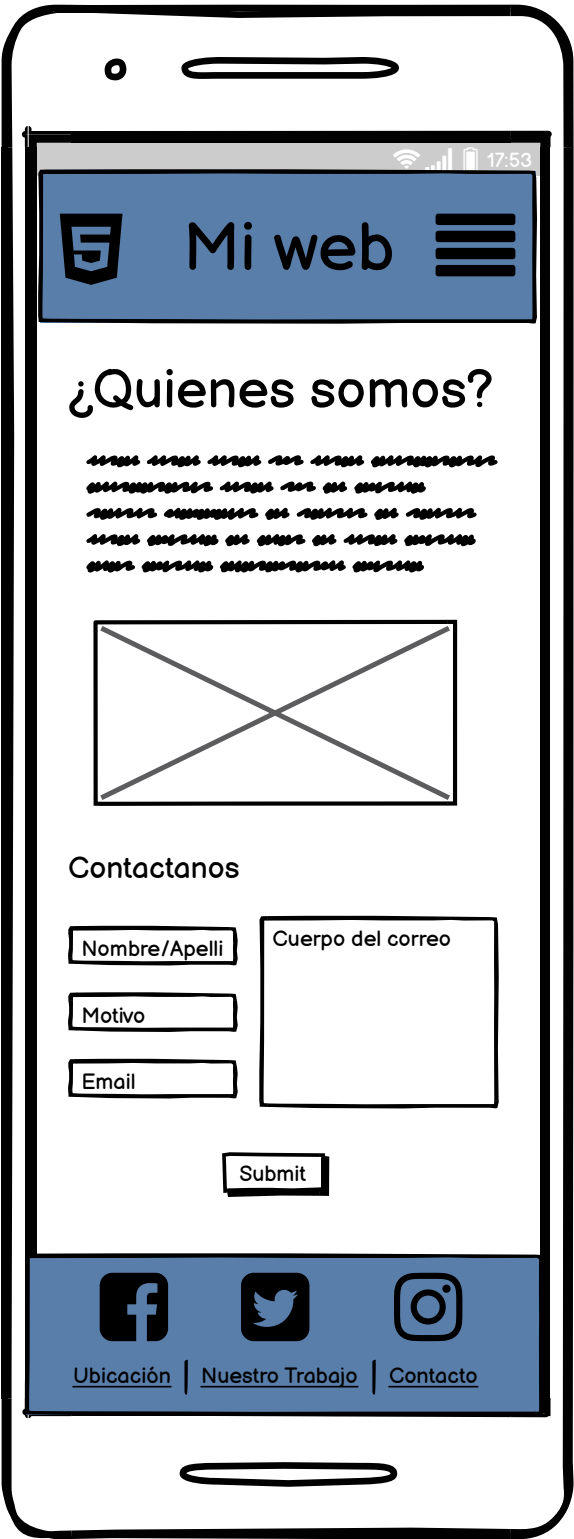 17:53
Mi web
¿Quienes somos?
Contactanos
Nombre/Apelli
Cuerpo del correo
Motivo
Email
Submit
Ubicación | Nuestro Trabajo | Contacto